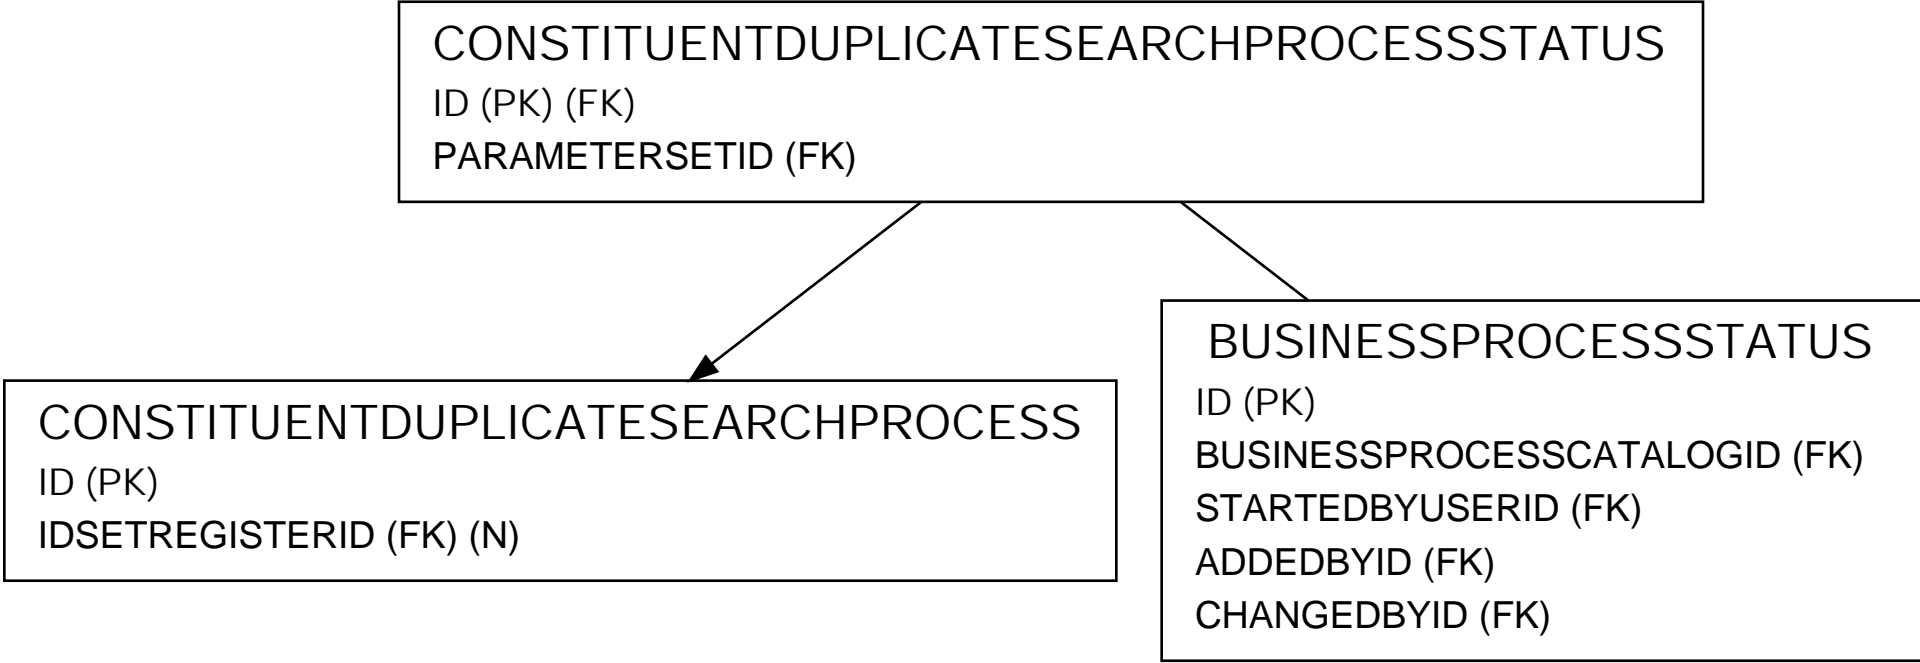 CONSTITUENTDUPLICATESEARCHPROCESSSTATUS
ID (PK) (FK)
PARAMETERSETID (FK)
CONSTITUENTDUPLICATESEARCHPROCESS
ID (PK)
IDSETREGISTERID (FK) (N)
BUSINESSPROCESSSTATUS
ID (PK)
BUSINESSPROCESSCATALOGID (FK)
STARTEDBYUSERID (FK)
ADDEDBYID (FK)
CHANGEDBYID (FK)